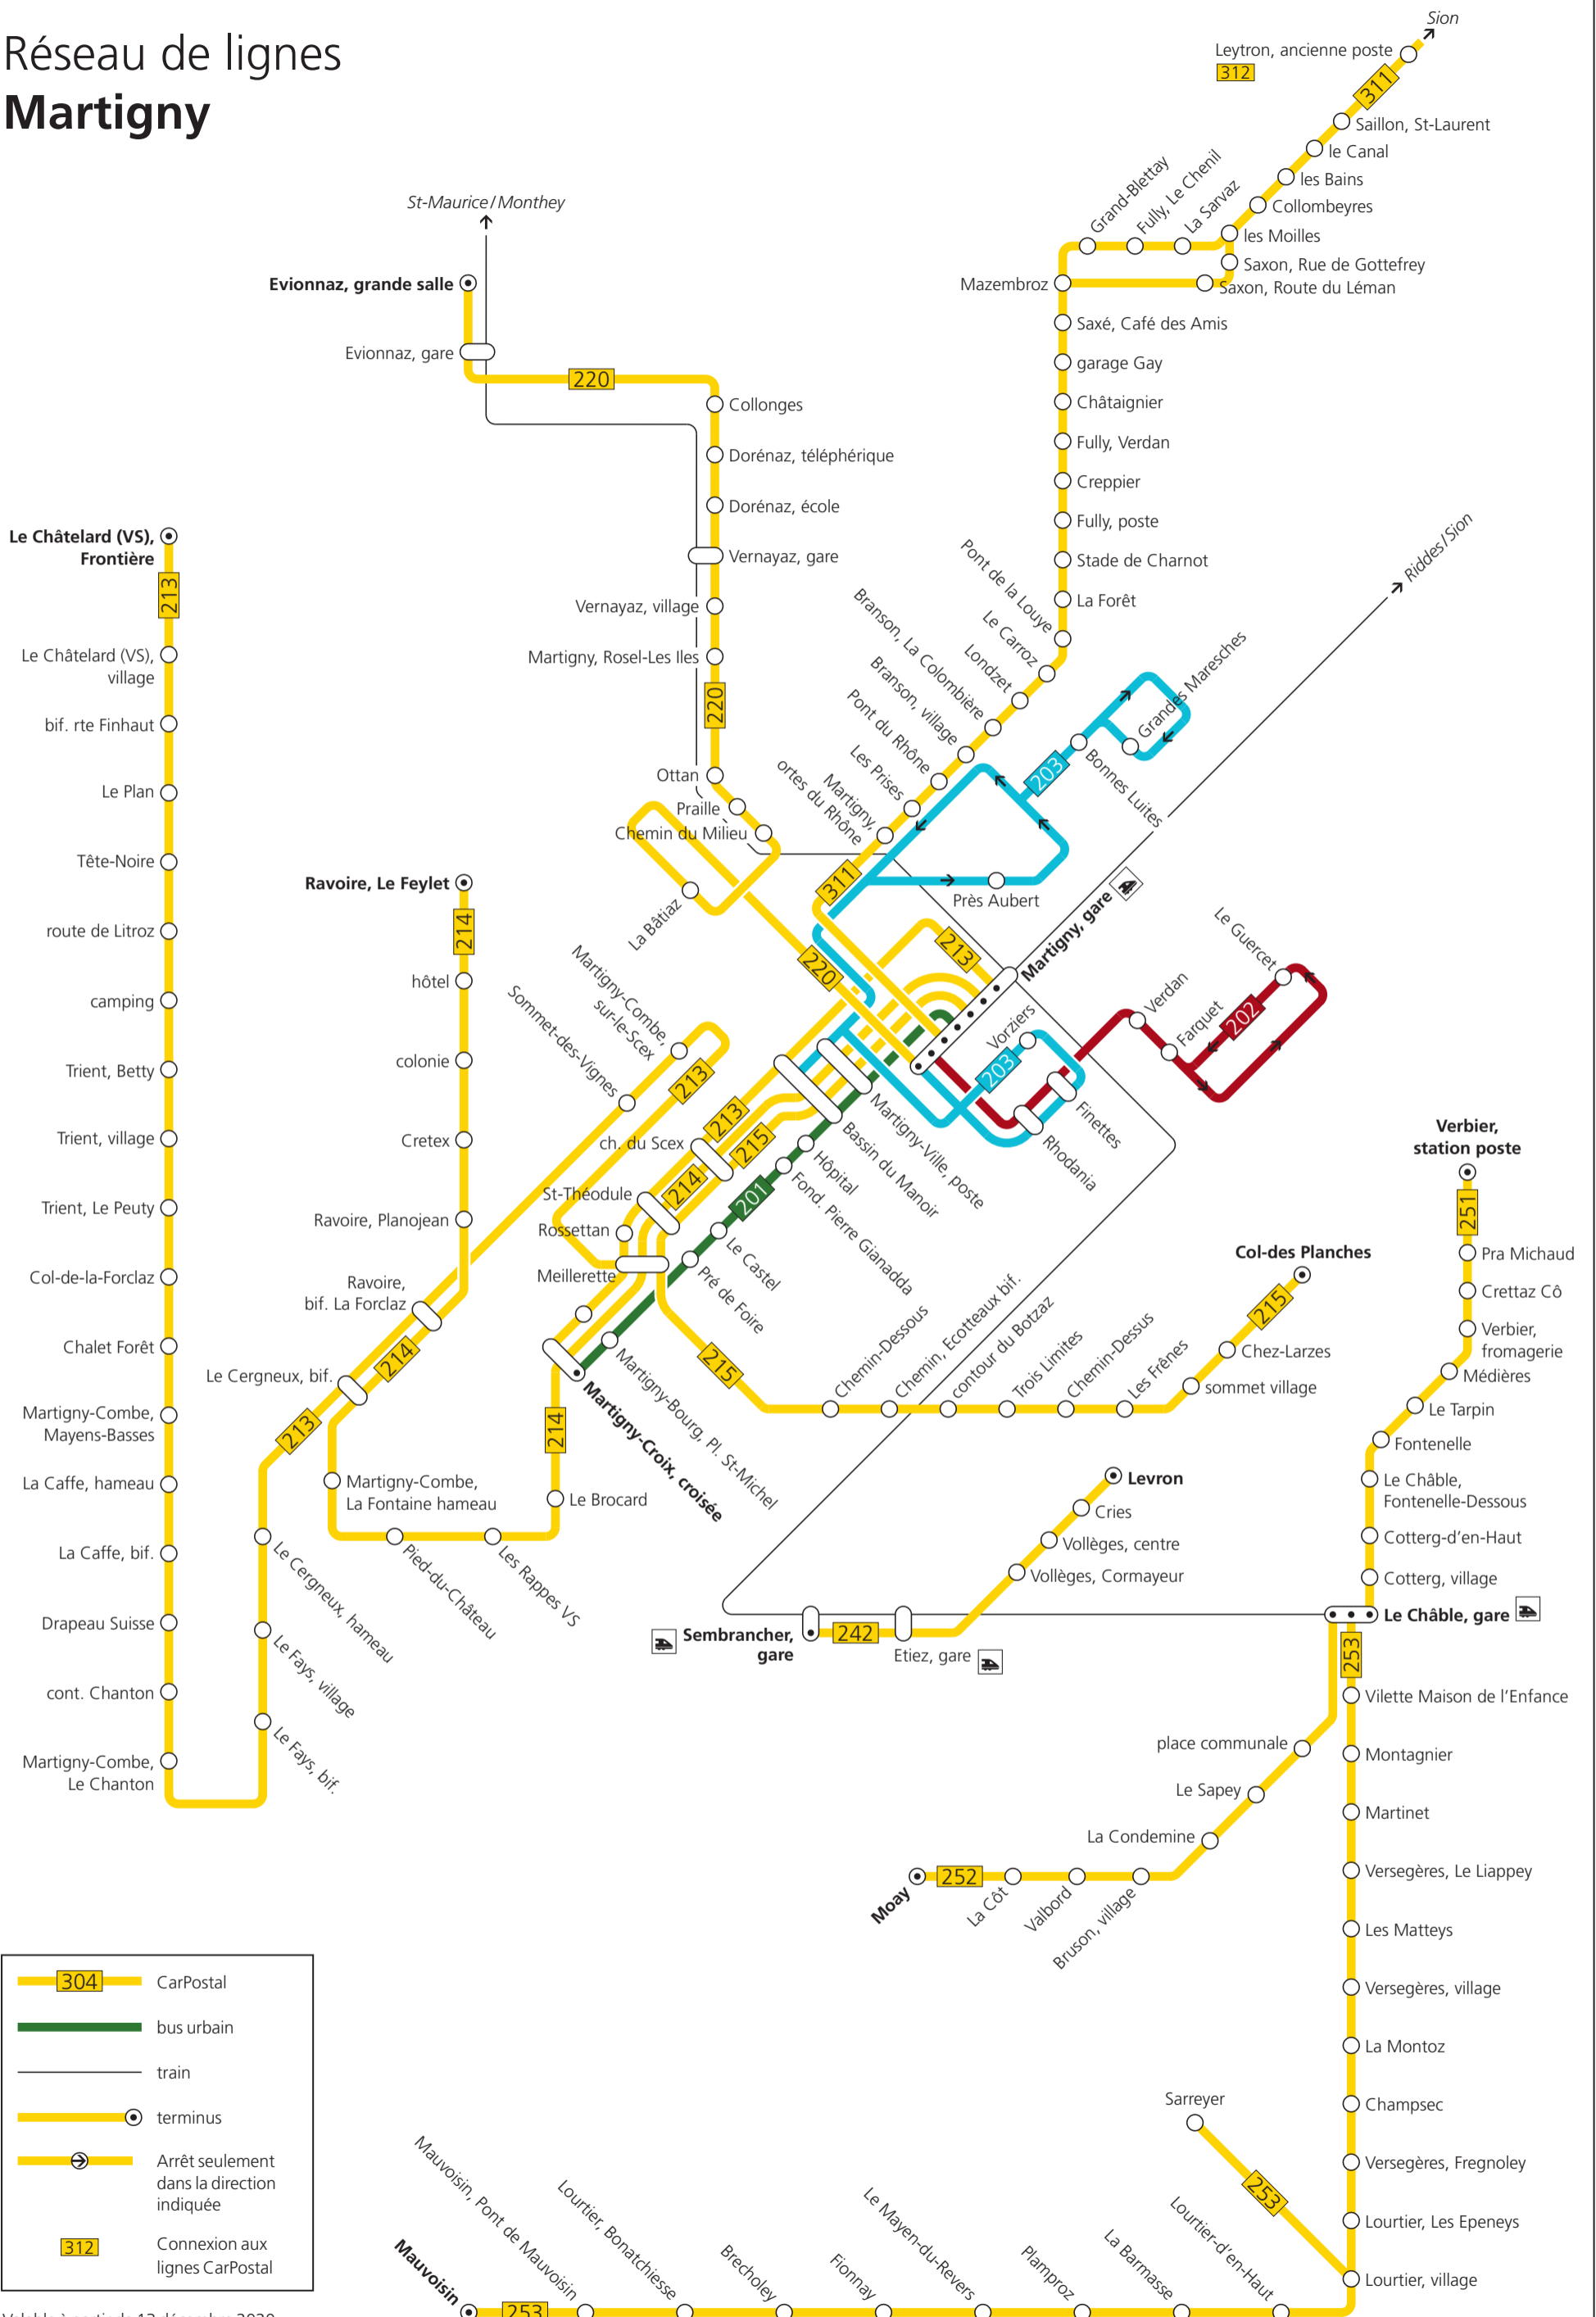 Réseau de lignes
Martigny
Sion
Leytron, ancienne poste
312
311
Saillon, St-Laurent
le Canal
les Bains
Collombeyres
les Moilles
Saxon, Rue de Gottefrey
Saxon, Route du Léman
Grand-Blettay
Fully, Le Chenil
La Sarvaz
Mazembroz
Saxé, Café des Amis
garage Gay
Châtaignier
Fully, Verdan
Creppier
Fully, poste
Stade de Charnot
La Forêt
Pont de la Louye
Le Carroz
Londzet
Branson, La Colombière
Branson, village
Pont du Rhône
Les Prises
Martigny,
ortes du Rhône
311
St-Maurice / Monthey
Evionnaz, grande salle
Evionnaz, gare
220
Collonges
Dorénaz, téléphérique
Dorénaz, école
Vernayaz, gare
Vernayaz, village
Martigny, Rosel-Les Iles
220
Ottan
Praille
Chemin du Milieu
La Bâtiaz
220
Riddes / Sion
Grandes Maresches
203
Bonnes Luites
Près Aubert
Martigny, gare
213
Vorziers
203
Finettes
Rhodania
Verdan
Farquet
Le Guercet
202
Le Châtelard (VS),
Frontière
213
Le Châtelard (VS),
village
bif. rte Finhaut
Le Plan
Tête-Noire
route de Litroz
camping
Trient, Betty
Trient, village
Trient, Le Peuty
Col-de-la-Forclaz
Chalet Forêt
Martigny-Combe,
Mayens-Basses
La Caffe, hameau
La Caffe, bif.
Drapeau Suisse
cont. Chanton
Martigny-Combe,
Le Chanton
Le Fays, bif.
Le Fays, village
Le Cergneux, hameau
213
Ravoire, Le Feylet
214
hôtel
colonie
Cretex
Ravoire, Planojean
Ravoire,
bif. La Forclaz
214
Le Cergneux, bif.
Martigny-Combe,
La Fontaine hameau
Pied-du-Château
Les Rappes VS
Le Brocard
214
Sommet-des-Vignes
Martigny-Combe,
sur-le-Scex
213
213
215
214
ch. du Scex
St-Théodule
Rossettan
Meillerette
201
Martigny-Ville, poste
Bassin du Manoir
Hôpital
Fond. Pierre Gianadda
Le Castel
Pré de Foire
Martigny-Bourg, Pl. St-Michel
Martigny-Croix, croisée
215
Chemin-Dessous
Chemin, Ecotteaux bif.
contour du Botzaz
Trois Limites
Chemin-Dessus
Les Frênes
sommet village
Chez-Larzes
215
Col-des Planches
Verbier,
station poste
251
Pra Michaud
Crettaz Cô
Verbier,
fromagerie
Médières
Le Tarpin
Fontenelle
Le Châble,
Fontenelle-Dessous
Cotterg-d’en-Haut
Cotterg, village
Le Châble, gare
Levron
Cries
Vollèges, centre
Vollèges, Cormayeur
Etiez, gare
242
Sembrancher,
gare
253
Vilette Maison de l’Enfance
Montagnier
Martinet
Versegères, Le Liappey
Les Matteys
Versegères, village
La Montoz
Champsec
Versegères, Fregnoley
Lourtier, Les Epeneys
Lourtier, village
place communale
Le Sapey
La Condemine
Bruson, village
Valbord
La Côt
252
Moay
Sarreyer
253
Lourtier-d’en-Haut
La Barmasse
Plamproz
Le Mayen-du-Revers
Fionnay
Brecholey
Lourtier, Bonatchiesse
Mauvoisin, Pont de Mauvoisin
253
Mauvoisin
304
CarPostal
bus urbain
train
terminus
Arrêt seulement
dans la direction
indiquée
312
Connexion aux
lignes CarPostal